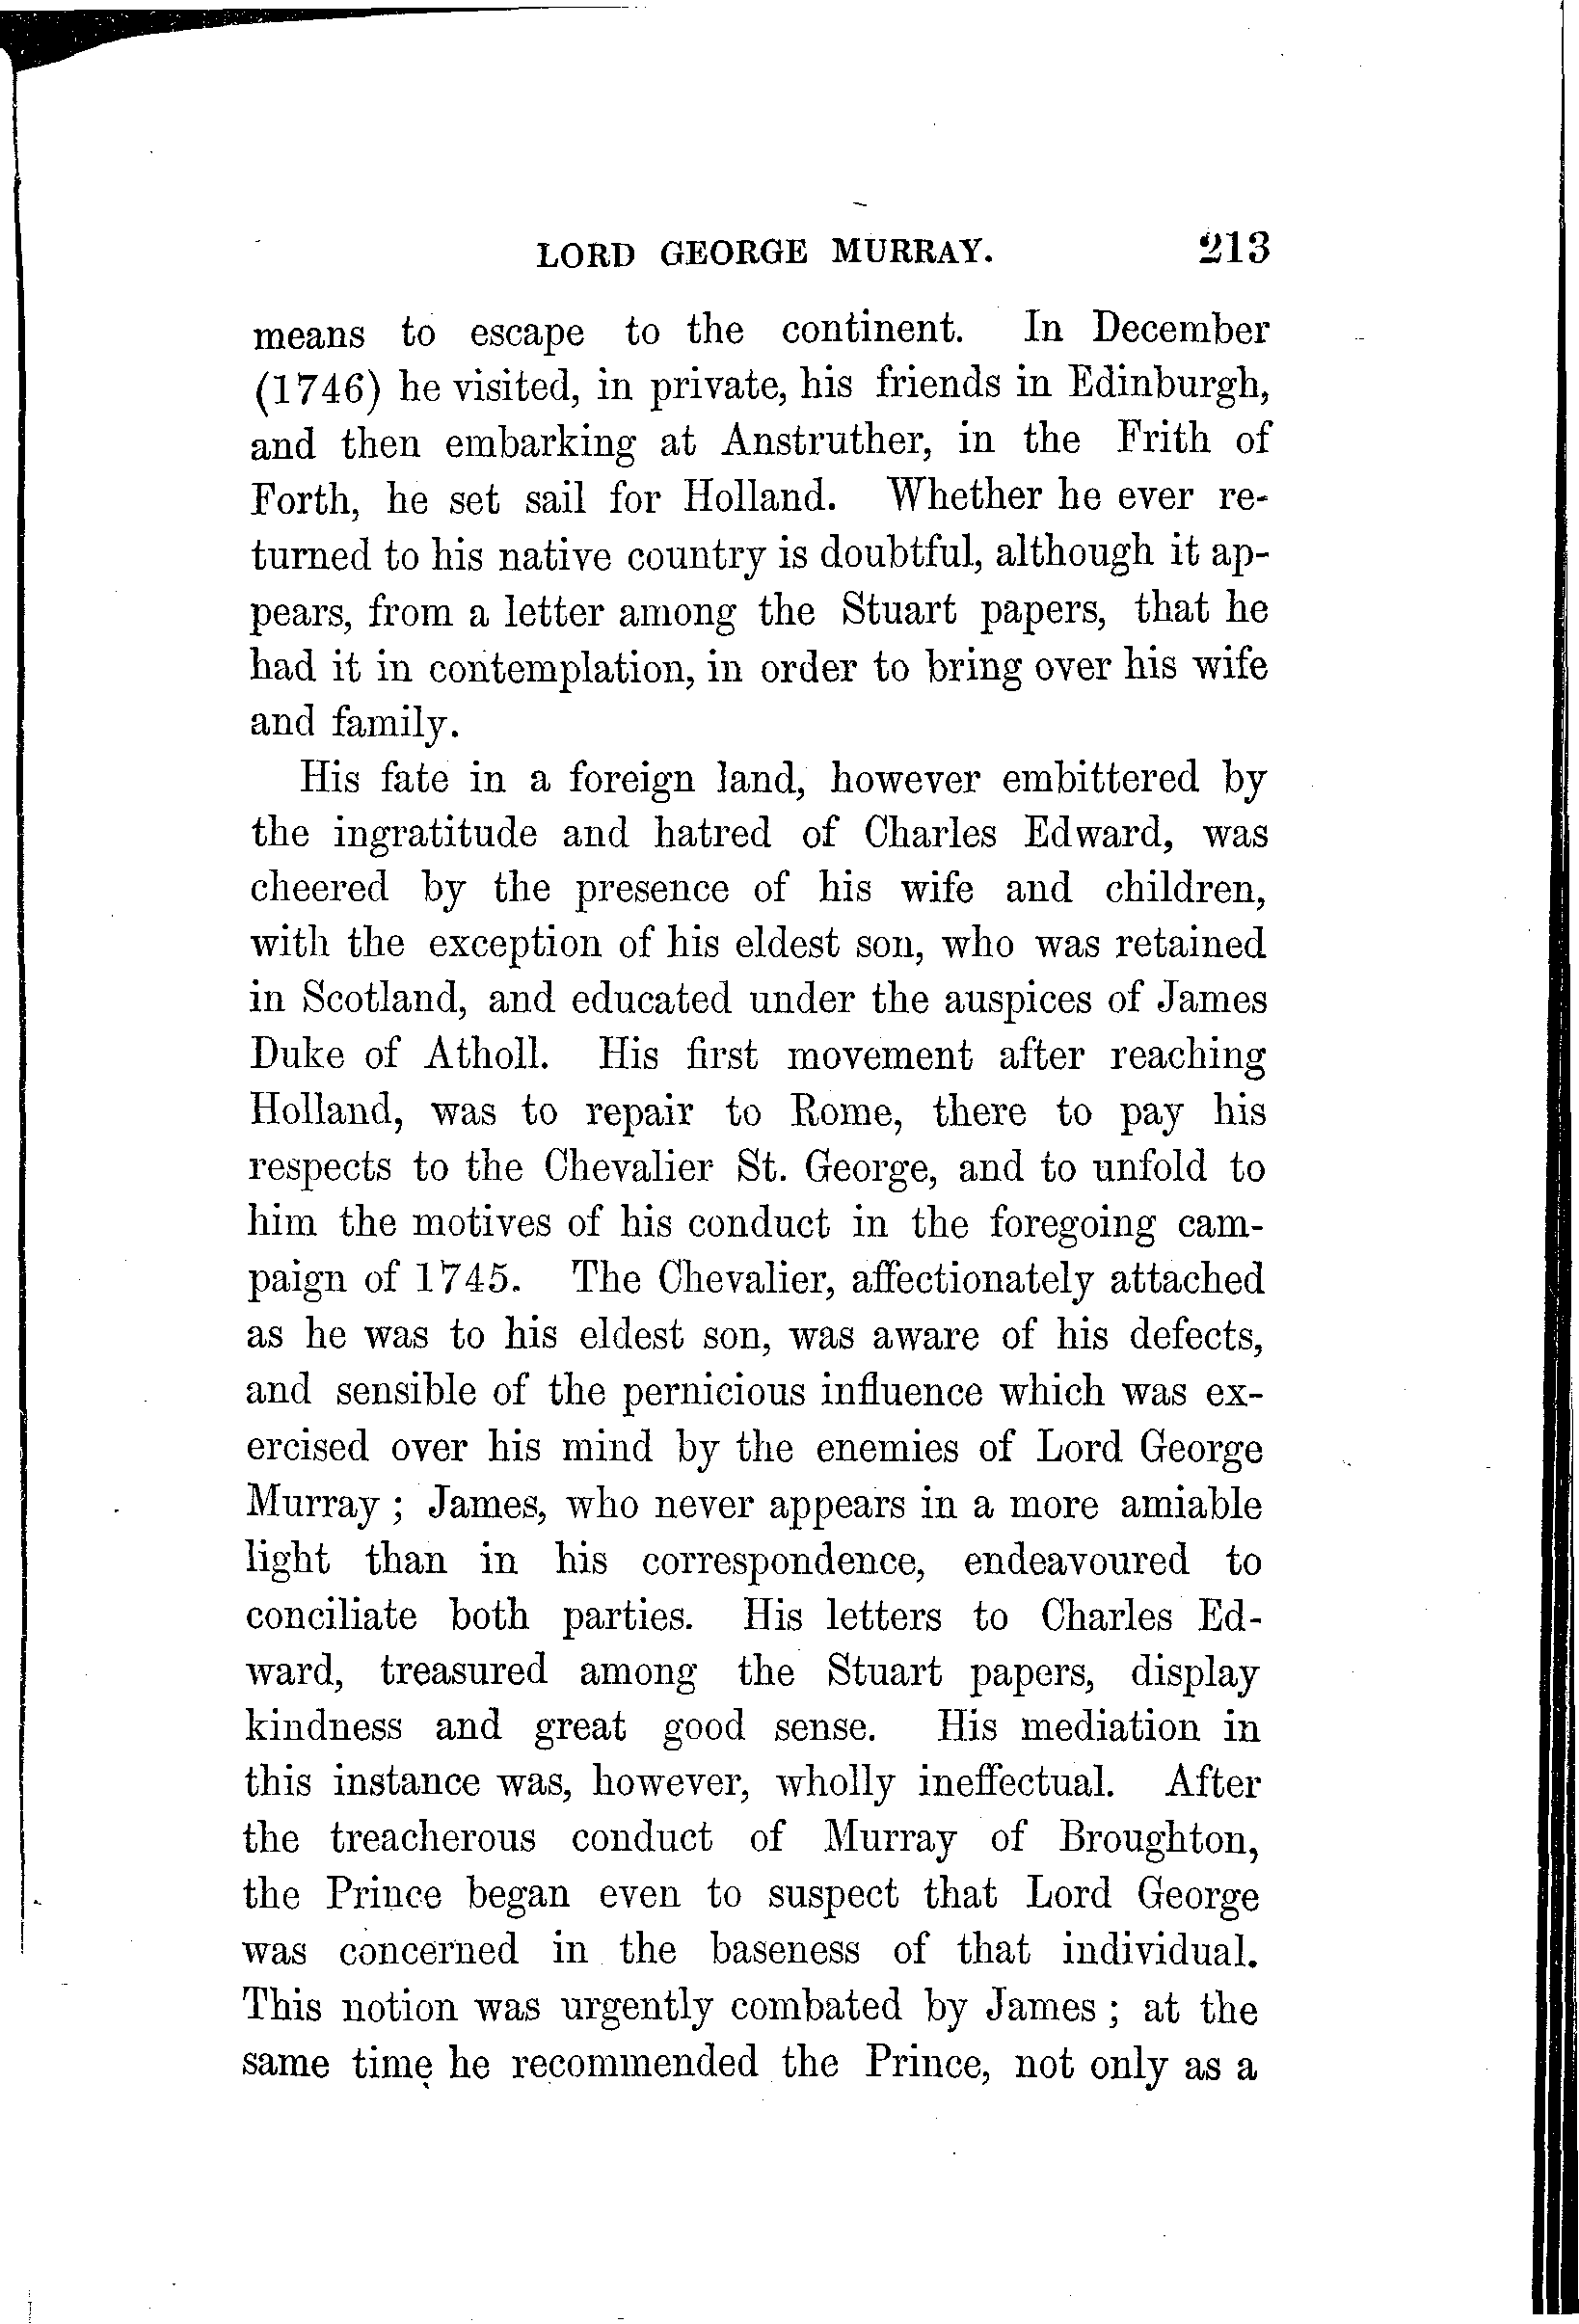 LORD GEORGE MURRAY. 213
means to escape to the continent. In December
(1746) he visited, in private, his friends in Edinburgh,
and then embarking at Anstruther, in the Frith of
Forth, he set sail for Holland. Whether he ever re-
turned to his native country is doubtful, although it ap-
pears, from a letter among the Stuart papers, that he
had it in contemplation, in order to bring over his wife
and family.
His fate in a foreign land, however embittered by
the ingratitude and hatred of Charles Edward, was
cheered by the presence of his wife and children,
with the exception of his eldest son, who was retained
in Scotland, and educated under the auspices of James
Duke of Atholl. His first movement after reaching
Holland, was to repair to Rome, there to pay his
respects to the Chevalier St. George, and to unfold to
him the motives of his conduct in the foregoing cam-
paign of 1745. The Chevalier, affectionately attached
as he was to his eldest son, was aware of his defects,
and sensible of the pernicious influence which was ex-
ercised over his mind by the enemies of Lord George
Murray ; James, who never appears in a more amiable
light than in his correspondence, endeavoured to
conciliate both parties. His letters to Charles Ed-
ward, treasured among the Stuart papers, display
kindness and great good sense. His mediation in
this instance was, however, wholly ineffectual. After
the treacherous conduct of Murray of Broughton,
the Prince began even to suspect that Lord George
was concerned in the baseness of that individual.
This notion was urgently combated by James ; at the
same time he recommended the Prince, not only as a